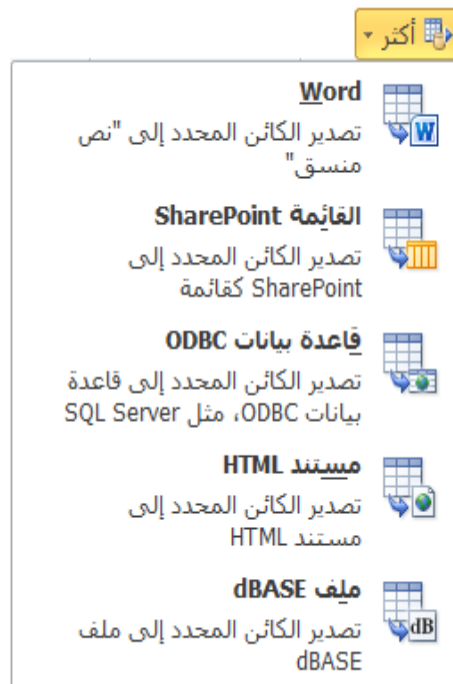 أكثر
Word
تصدير الكائن المحدد إلى "نص
منسق"
القائمة SharePoint
تصدير الكائن المحدد إلى
SharePoint كقائمة
قاعدة بيانات ODBC
تصدير الكائن المحدد إلى قاعدة
بيانات ODBC، مثل SQL Server
مستند HTML
تصدير الكائن المحدد إلى
مستند HTML
ملف dBASE
تصدير الكائن المحدد إلى ملف
dBASE